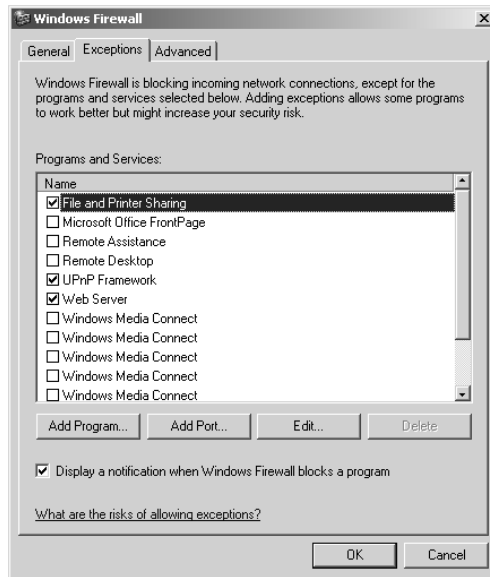 Windows Firewall
General Exceptions Advanced
Windows Firewall is blocking incoming network connections, except for the
programs and services selected below. Adding exceptions allows some programs
to work better but might increase your security risk.
Programs and Services:
Name
File and Printer Sharing
Microsoft Office FrontPage
Remote Assistance
Remote Desktop
UPnP Framework
Web Server
Windows Media Connect
Windows Media Connect
Windows Media Connect
Windows Media Connect
Windows Media Connect
Add Program... Add Port... Edit... Delete
Display a notification when Windows Firewall blocks a program
What are the risks of allowing exceptions?
OK Cancel